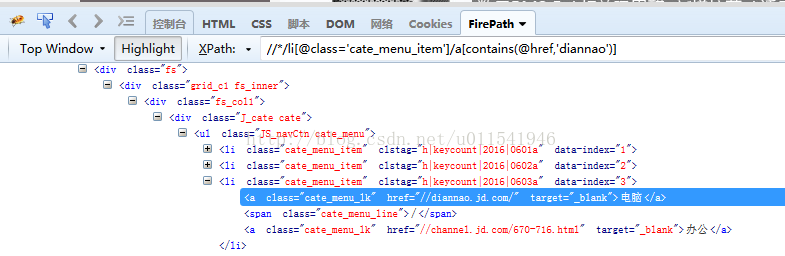 控制台 HTML CSS 脚本 DOM 网络 Cookies FirePath
Top Window Highlight XPath: //*/li[@class='cate_menu_item']/a[contains(@href,'diannao')]
<div class="fs">
<div class="grid_c1 fs_inner">
<div class="fs_col1">
<div class="J_cate cate">
<ul class="JS_navCtn cate_menu">
http://blog.csdn.net/u011541946
<li class="cate_menu_item" clstag="h|keycount|2016|0601a" data-index="1">
<li class="cate_menu_item" clstag="h|keycount|2016|0602a" data-index="2">
<li class="cate_menu_item" clstag="h|keycount|2016|0603a" data-index="3">
<a class="cate_menu_lk" href="//diannao.jd.com/" target="_blank">电脑</a>
<span class="cate_menu_line">/</span>
<a class="cate_menu_lk" href="//channel.jd.com/670-716.html" target="_blank">办公</a>
</li>